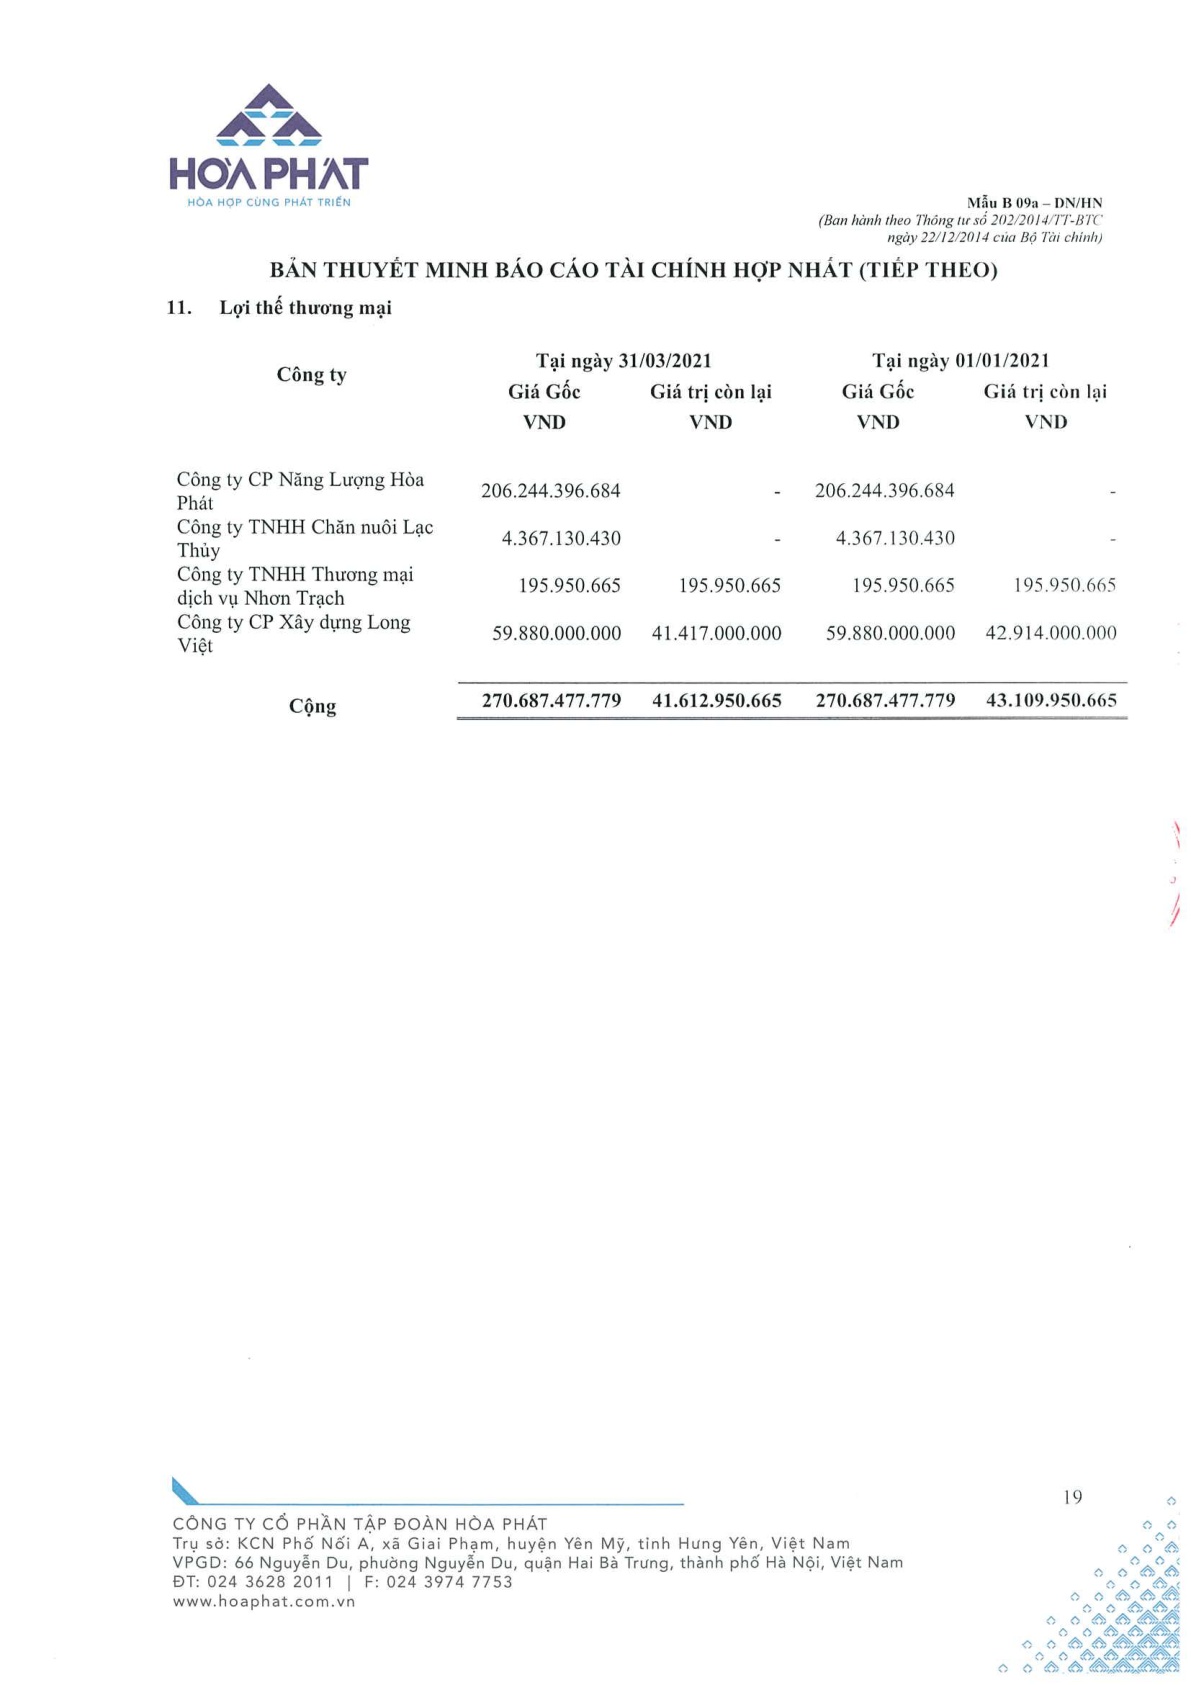 HÒA PHÁT
HÒA HỢP CÙNG PHÁT TRIỂN
Mẫu B 09a – DN/HN
(Ban hành theo Thông tư số 202/2014/TT-BTC
ngày 22/12/2014 của Bộ Tài chính)
BẢN THUYẾT MINH BÁO CÁO TÀI CHÍNH HỢP NHẤT (TIẾP THEO)
11. Lợi thế thương mại
Công ty Tại ngày 31/03/2021 Tại ngày 01/01/2021
Giá Gốc Giá trị còn lại Giá Gốc Giá trị còn lại
VND VND VND VND
Công ty CP Năng Lượng Hòa
Phát 206.244.396.684 - 206.244.396.684 -
Công ty TNHH Chăn nuôi Lạc
Thủy 4.367.130.430 - 4.367.130.430 -
Công ty TNHH Thương mại
dịch vụ Nhơn Trạch 195.950.665 195.950.665 195.950.665 195.950.665
Công ty CP Xây dựng Long
Việt 59.880.000.000 41.417.000.000 59.880.000.000 42.914.000.000
Cộng 270.687.477.779 41.612.950.665 270.687.477.779 43.109.950.665
19
CÔNG TY CỔ PHẦN TẬP ĐOÀN HÒA PHÁT
Trụ sở: KCN Phố Nối A, xã Giai Phạm, huyện Yên Mỹ, tỉnh Hưng Yên, Việt Nam
VPGD: 66 Nguyễn Du, phường Nguyễn Du, quận Hai Bà Trưng, thành phố Hà Nội, Việt Nam
ĐT: 024 3628 2011 | F: 024 3974 7753
www.hoaphat.com.vn